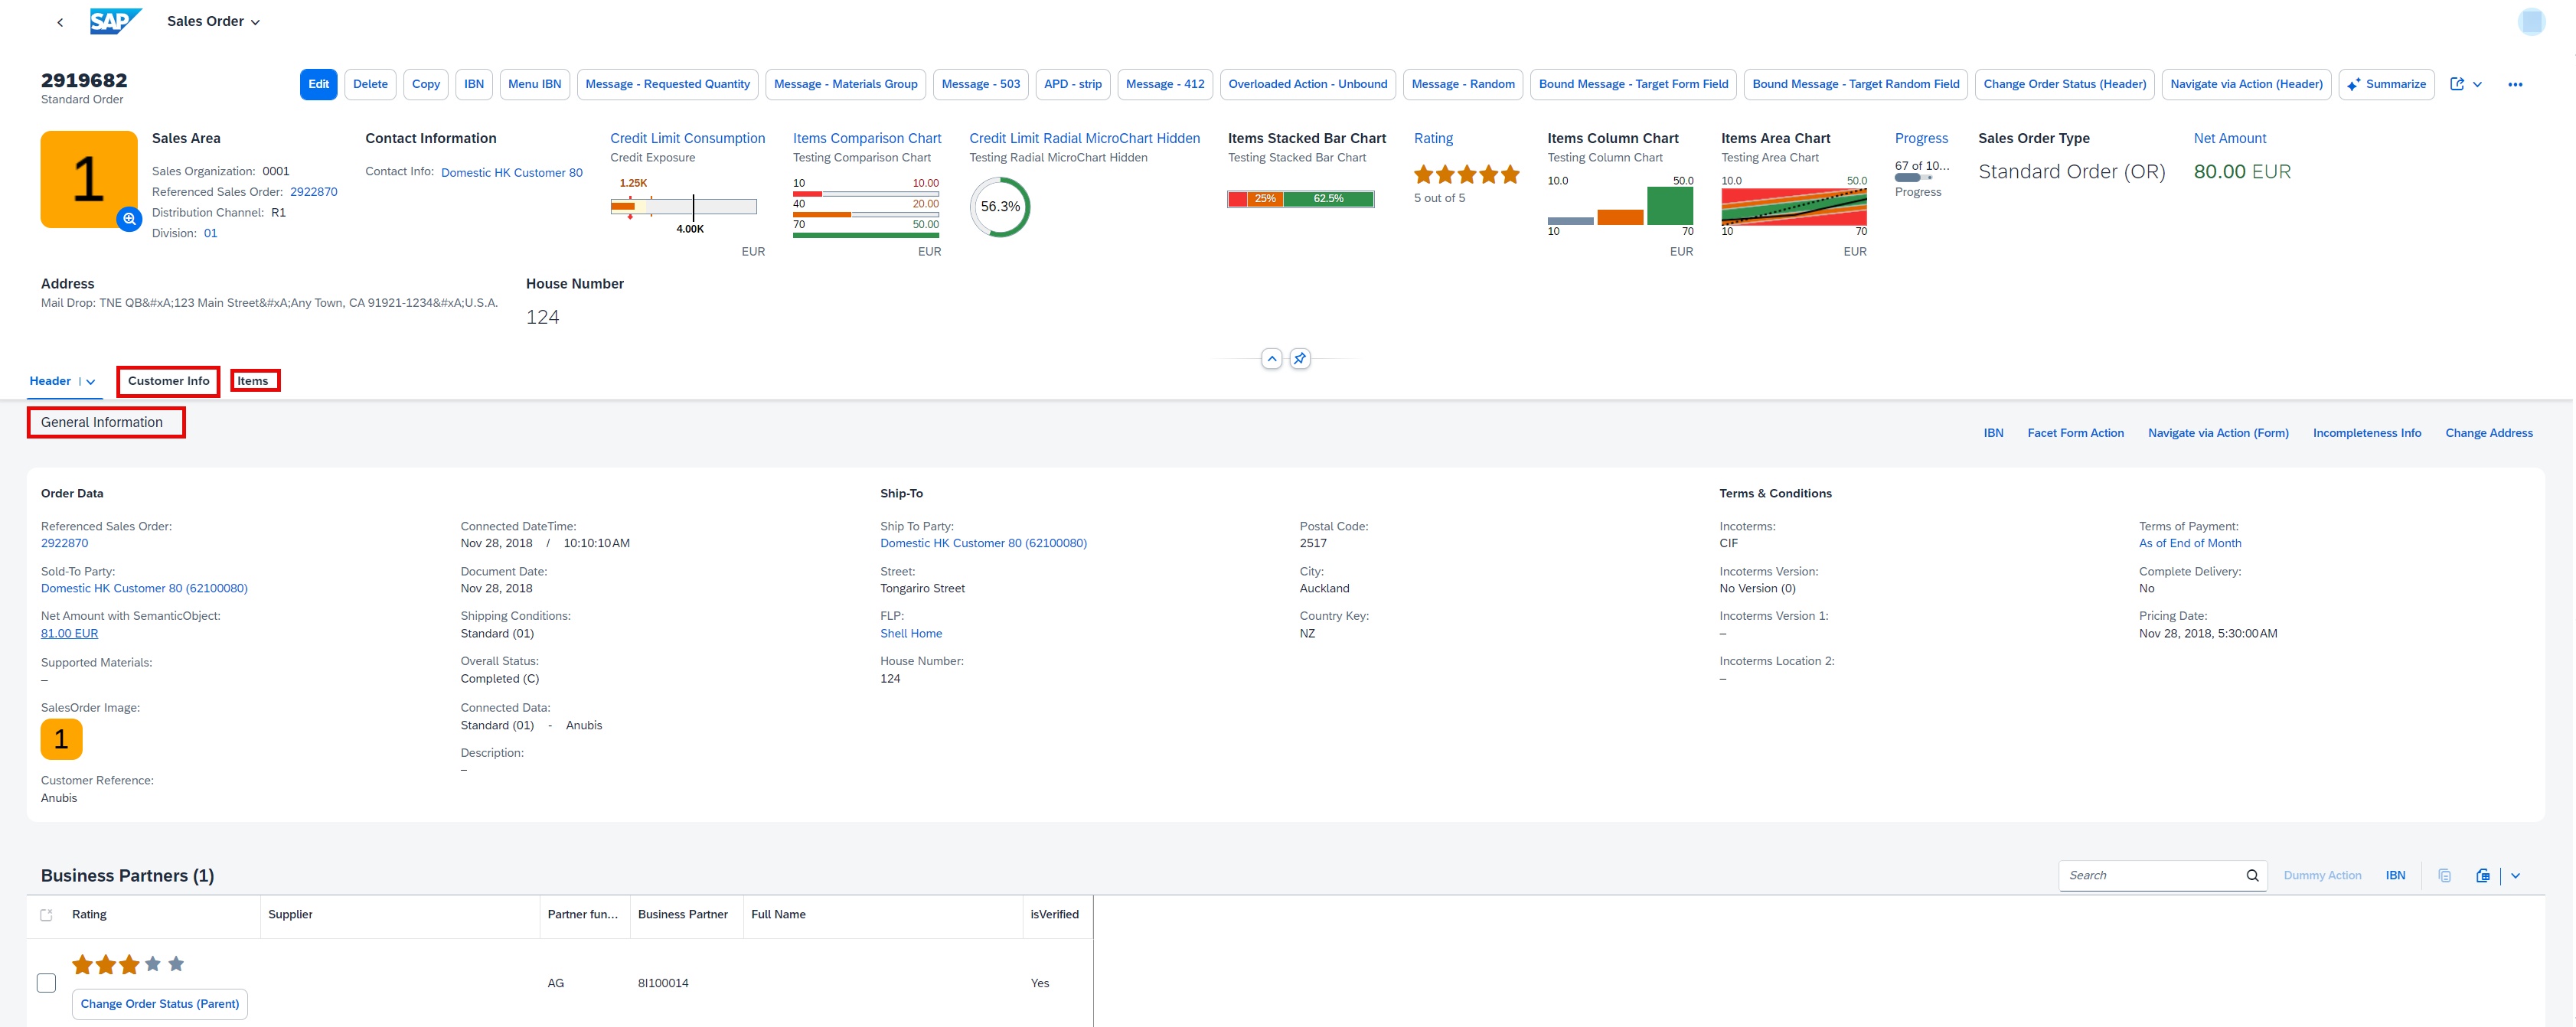 SAP Sales Order
2919682
Standard Order
Edit Delete Copy IBN Menu IBN Message - Requested Quantity Message - Materials Group Message - 503 APD - strip Message - 412 Overloaded Action - Unbound Message - Random Bound Message - Target Form Field Bound Message - Target Random Field Change Order Status (Header) Navigate via Action (Header) Summarize
1
Sales Area
Sales Organization: 0001
Referenced Sales Order: 2922870
Distribution Channel: R1
Division: 01
Contact Information
Contact Info: Domestic HK Customer 80
Credit Limit Consumption
Credit Exposure
1.25K
4.00K
EUR
Items Comparison Chart
Testing Comparison Chart
10 10.00
40 20.00
70 50.00
EUR
Credit Limit Radial MicroChart Hidden
Testing Radial MicroChart Hidden
56.3%
Items Stacked Bar Chart
Testing Stacked Bar Chart
25% 62.5%
Rating
5 out of 5
Items Column Chart
Testing Column Chart
10.0 50.0
10 70
EUR
Items Area Chart
Testing Area Chart
10.0 50.0
10 70
EUR
Progress
67 of 10...
Progress
Sales Order Type
Standard Order (OR)
Net Amount
80.00 EUR
Address
Mail Drop: TNE QB&#xA;123 Main Street&#xA;Any Town, CA 91921-1234&#xA;U.S.A.
House Number
124
Header Customer Info Items
General Information
IBN Facet Form Action Navigate via Action (Form) Incompleteness Info Change Address
Order Data
Referenced Sales Order:
2922870
Sold-To Party:
Domestic HK Customer 80 (62100080)
Net Amount with SemanticObject:
81.00 EUR
Supported Materials:
–
SalesOrder Image:
1
Customer Reference:
Anubis
Connected DateTime:
Nov 28, 2018 / 10:10:10 AM
Document Date:
Nov 28, 2018
Shipping Conditions:
Standard (01)
Overall Status:
Completed (C)
Connected Data:
Standard (01) - Anubis
Description:
–
Ship-To
Ship To Party:
Domestic HK Customer 80 (62100080)
Street:
Tongariro Street
FLP:
Shell Home
House Number:
124
Postal Code:
2517
City:
Auckland
Country Key:
NZ
Terms & Conditions
Incoterms:
CIF
Incoterms Version:
No Version (0)
Incoterms Version 1:
–
Incoterms Location 2:
–
Terms of Payment:
As of End of Month
Complete Delivery:
No
Pricing Date:
Nov 28, 2018, 5:30:00 AM
Business Partners (1)
Search Dummy Action IBN
Rating Supplier Partner fun... Business Partner Full Name isVerified
AG 8I100014 Yes
Change Order Status (Parent)